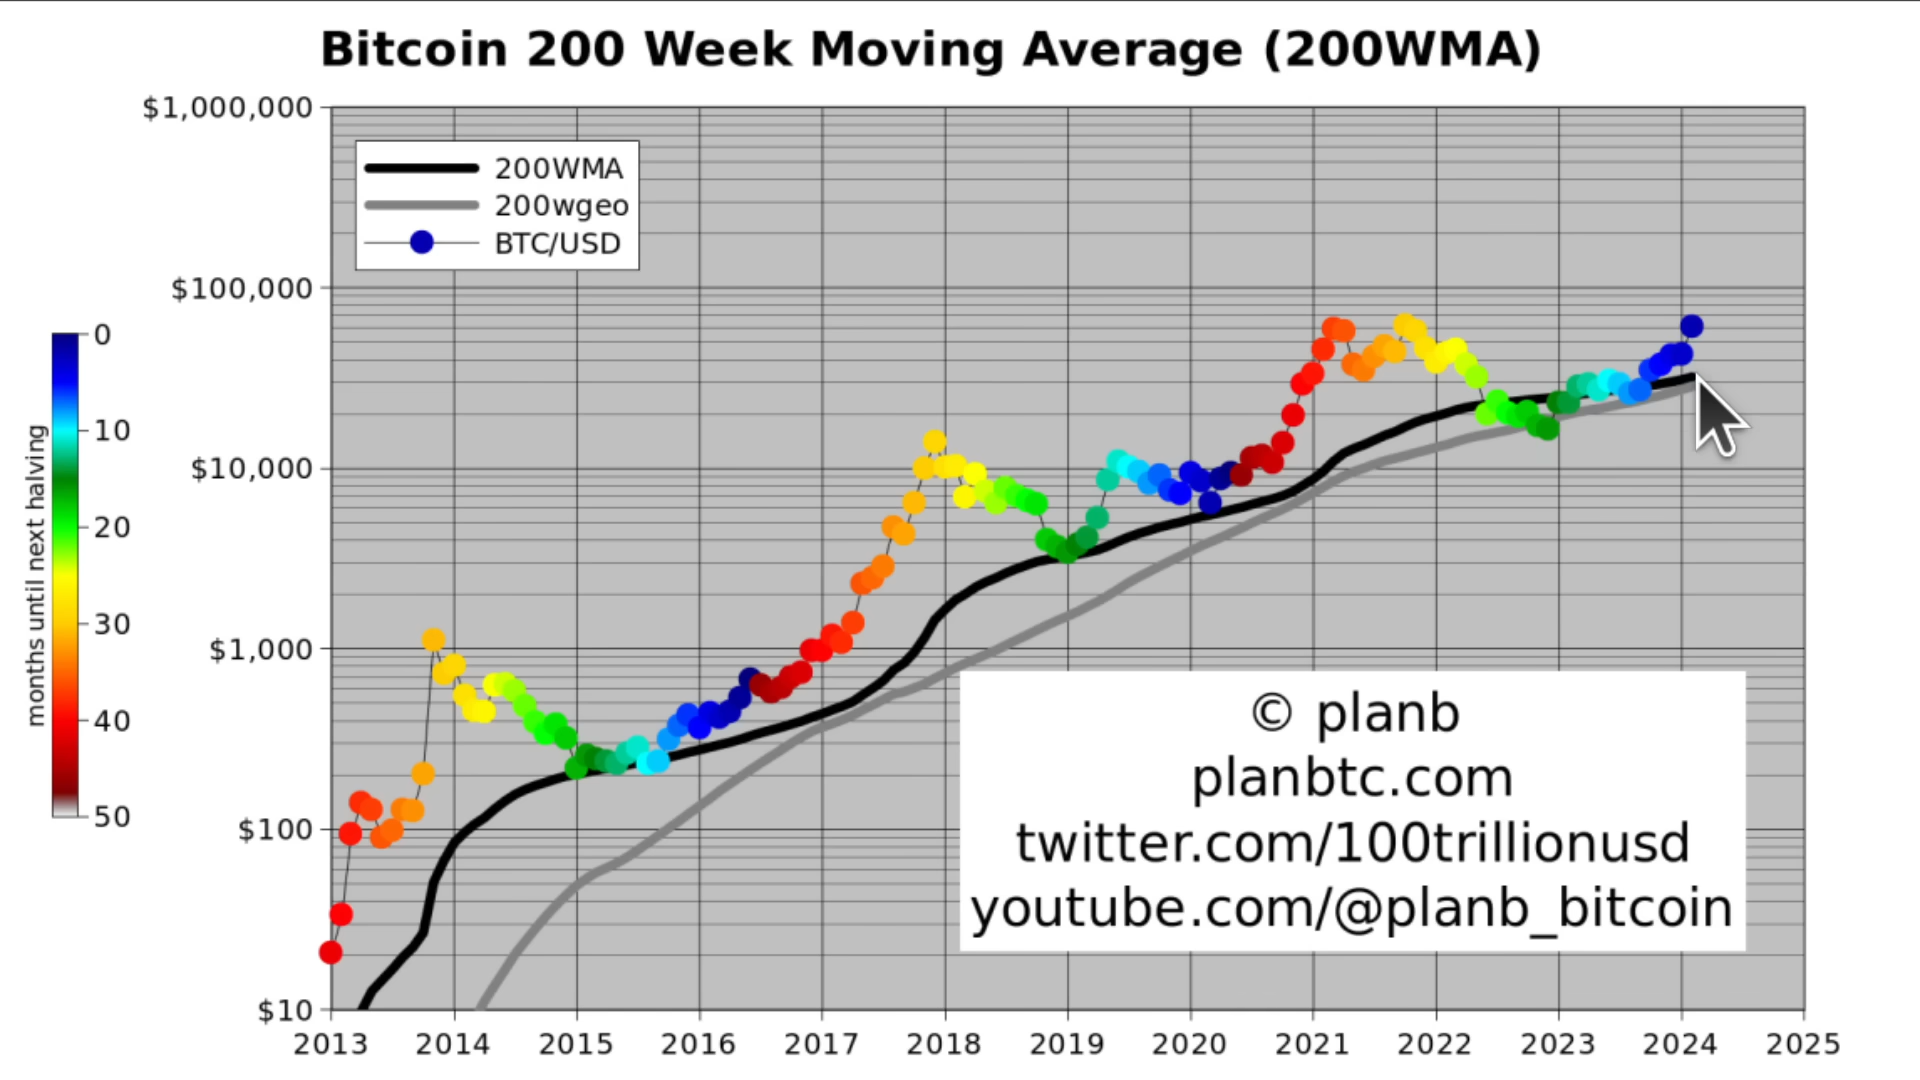 Bitcoin 200 Week Moving Average (200WMA)
$1,000,000
$100,000
$10,000
$1,000
$100
$10
200WMA
200wgeo
BTC/USD
months until next halving
0
10
20
30
40
50
© planb
planbtc.com
twitter.com/100trillionusd
youtube.com/@planb_bitcoin
2013 2014 2015 2016 2017 2018 2019 2020 2021 2022 2023 2024 2025